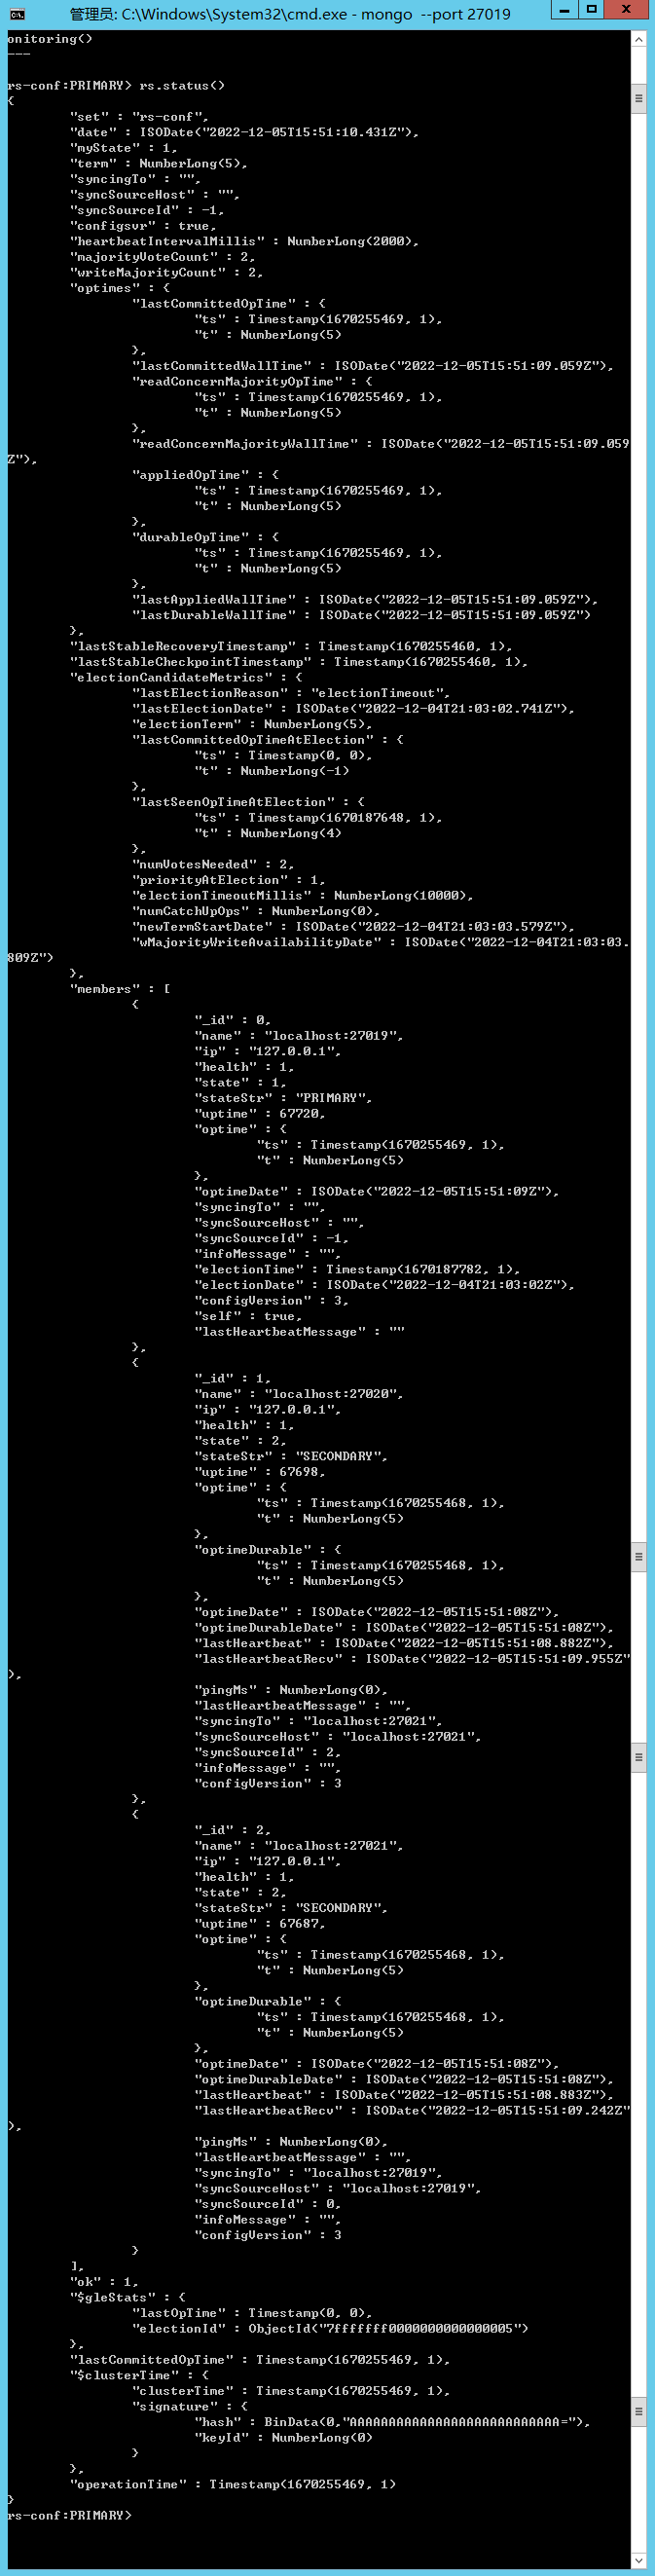 管理员: C:\Windows\System32\cmd.exe - mongo  --port 27019
onitoring()
---
rs-conf:PRIMARY> rs.status()
{
        "set" : "rs-conf",
        "date" : ISODate("2022-12-05T15:51:10.431Z"),
        "myState" : 1,
        "term" : NumberLong(5),
        "syncingTo" : "",
        "syncSourceHost" : "",
        "syncSourceId" : -1,
        "configsvr" : true,
        "heartbeatIntervalMillis" : NumberLong(2000),
        "majorityVoteCount" : 2,
        "writeMajorityCount" : 2,
        "optimes" : {
                "lastCommittedOpTime" : {
                        "ts" : Timestamp(1670255469, 1),
                        "t" : NumberLong(5)
                },
                "lastCommittedWallTime" : ISODate("2022-12-05T15:51:09.059Z"),
                "readConcernMajorityOpTime" : {
                        "ts" : Timestamp(1670255469, 1),
                        "t" : NumberLong(5)
                },
                "readConcernMajorityWallTime" : ISODate("2022-12-05T15:51:09.059
Z"),
                "appliedOpTime" : {
                        "ts" : Timestamp(1670255469, 1),
                        "t" : NumberLong(5)
                },
                "durableOpTime" : {
                        "ts" : Timestamp(1670255469, 1),
                        "t" : NumberLong(5)
                },
                "lastAppliedWallTime" : ISODate("2022-12-05T15:51:09.059Z"),
                "lastDurableWallTime" : ISODate("2022-12-05T15:51:09.059Z")
        },
        "lastStableRecoveryTimestamp" : Timestamp(1670255460, 1),
        "lastStableCheckpointTimestamp" : Timestamp(1670255460, 1),
        "electionCandidateMetrics" : {
                "lastElectionReason" : "electionTimeout",
                "lastElectionDate" : ISODate("2022-12-04T21:03:02.741Z"),
                "electionTerm" : NumberLong(5),
                "lastCommittedOpTimeAtElection" : {
                        "ts" : Timestamp(0, 0),
                        "t" : NumberLong(-1)
                },
                "lastSeenOpTimeAtElection" : {
                        "ts" : Timestamp(1670187648, 1),
                        "t" : NumberLong(4)
                },
                "numVotesNeeded" : 2,
                "priorityAtElection" : 1,
                "electionTimeoutMillis" : NumberLong(10000),
                "numCatchUpOps" : NumberLong(0),
                "newTermStartDate" : ISODate("2022-12-04T21:03:03.579Z"),
                "wMajorityWriteAvailabilityDate" : ISODate("2022-12-04T21:03:03.
809Z")
        },
        "members" : [
                {
                        "_id" : 0,
                        "name" : "localhost:27019",
                        "ip" : "127.0.0.1",
                        "health" : 1,
                        "state" : 1,
                        "stateStr" : "PRIMARY",
                        "uptime" : 67720,
                        "optime" : {
                                "ts" : Timestamp(1670255469, 1),
                                "t" : NumberLong(5)
                        },
                        "optimeDate" : ISODate("2022-12-05T15:51:09Z"),
                        "syncingTo" : "",
                        "syncSourceHost" : "",
                        "syncSourceId" : -1,
                        "infoMessage" : "",
                        "electionTime" : Timestamp(1670187782, 1),
                        "electionDate" : ISODate("2022-12-04T21:03:02Z"),
                        "configVersion" : 3,
                        "self" : true,
                        "lastHeartbeatMessage" : ""
                },
                {
                        "_id" : 1,
                        "name" : "localhost:27020",
                        "ip" : "127.0.0.1",
                        "health" : 1,
                        "state" : 2,
                        "stateStr" : "SECONDARY",
                        "uptime" : 67698,
                        "optime" : {
                                "ts" : Timestamp(1670255468, 1),
                                "t" : NumberLong(5)
                        },
                        "optimeDurable" : {
                                "ts" : Timestamp(1670255468, 1),
                                "t" : NumberLong(5)
                        },
                        "optimeDate" : ISODate("2022-12-05T15:51:08Z"),
                        "optimeDurableDate" : ISODate("2022-12-05T15:51:08Z"),
                        "lastHeartbeat" : ISODate("2022-12-05T15:51:08.882Z"),
                        "lastHeartbeatRecv" : ISODate("2022-12-05T15:51:09.955Z"
),
                        "pingMs" : NumberLong(0),
                        "lastHeartbeatMessage" : "",
                        "syncingTo" : "localhost:27021",
                        "syncSourceHost" : "localhost:27021",
                        "syncSourceId" : 2,
                        "infoMessage" : "",
                        "configVersion" : 3
                },
                {
                        "_id" : 2,
                        "name" : "localhost:27021",
                        "ip" : "127.0.0.1",
                        "health" : 1,
                        "state" : 2,
                        "stateStr" : "SECONDARY",
                        "uptime" : 67687,
                        "optime" : {
                                "ts" : Timestamp(1670255468, 1),
                                "t" : NumberLong(5)
                        },
                        "optimeDurable" : {
                                "ts" : Timestamp(1670255468, 1),
                                "t" : NumberLong(5)
                        },
                        "optimeDate" : ISODate("2022-12-05T15:51:08Z"),
                        "optimeDurableDate" : ISODate("2022-12-05T15:51:08Z"),
                        "lastHeartbeat" : ISODate("2022-12-05T15:51:08.883Z"),
                        "lastHeartbeatRecv" : ISODate("2022-12-05T15:51:09.242Z"
),
                        "pingMs" : NumberLong(0),
                        "lastHeartbeatMessage" : "",
                        "syncingTo" : "localhost:27019",
                        "syncSourceHost" : "localhost:27019",
                        "syncSourceId" : 0,
                        "infoMessage" : "",
                        "configVersion" : 3
                }
        ],
        "ok" : 1,
        "$gleStats" : {
                "lastOpTime" : Timestamp(0, 0),
                "electionId" : ObjectId("7fffffff0000000000000005")
        },
        "lastCommittedOpTime" : Timestamp(1670255469, 1),
        "$clusterTime" : {
                "clusterTime" : Timestamp(1670255469, 1),
                "signature" : {
                        "hash" : BinData(0,"AAAAAAAAAAAAAAAAAAAAAAAAAAA="),
                        "keyId" : NumberLong(0)
                }
        },
        "operationTime" : Timestamp(1670255469, 1)
}
rs-conf:PRIMARY>